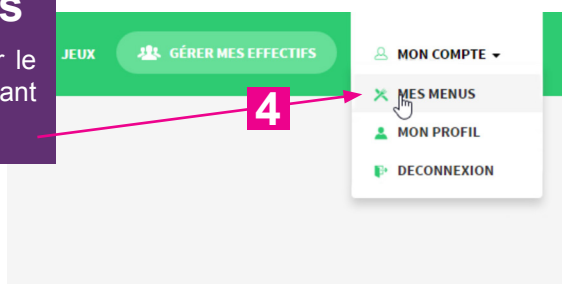 s
r le
ant
JEUX
GÉRER MES EFFECTIFS
MON COMPTE
4
MES MENUS
MON PROFIL
DECONNEXION